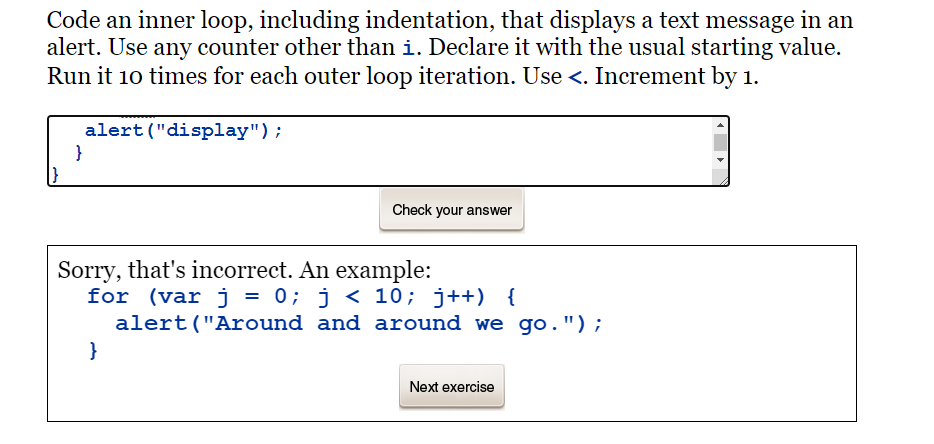 Code an inner loop, including indentation, that displays a text message in an
alert. Use any counter other than i. Declare it with the usual starting value.
Run it 10 times for each outer loop iteration. Use <. Increment by 1.
alert("display");
}
}
Check your answer
Sorry, that's incorrect. An example:
for (var j = 0; j < 10; j++) {
alert("Around and around we go.");
}
Next exercise